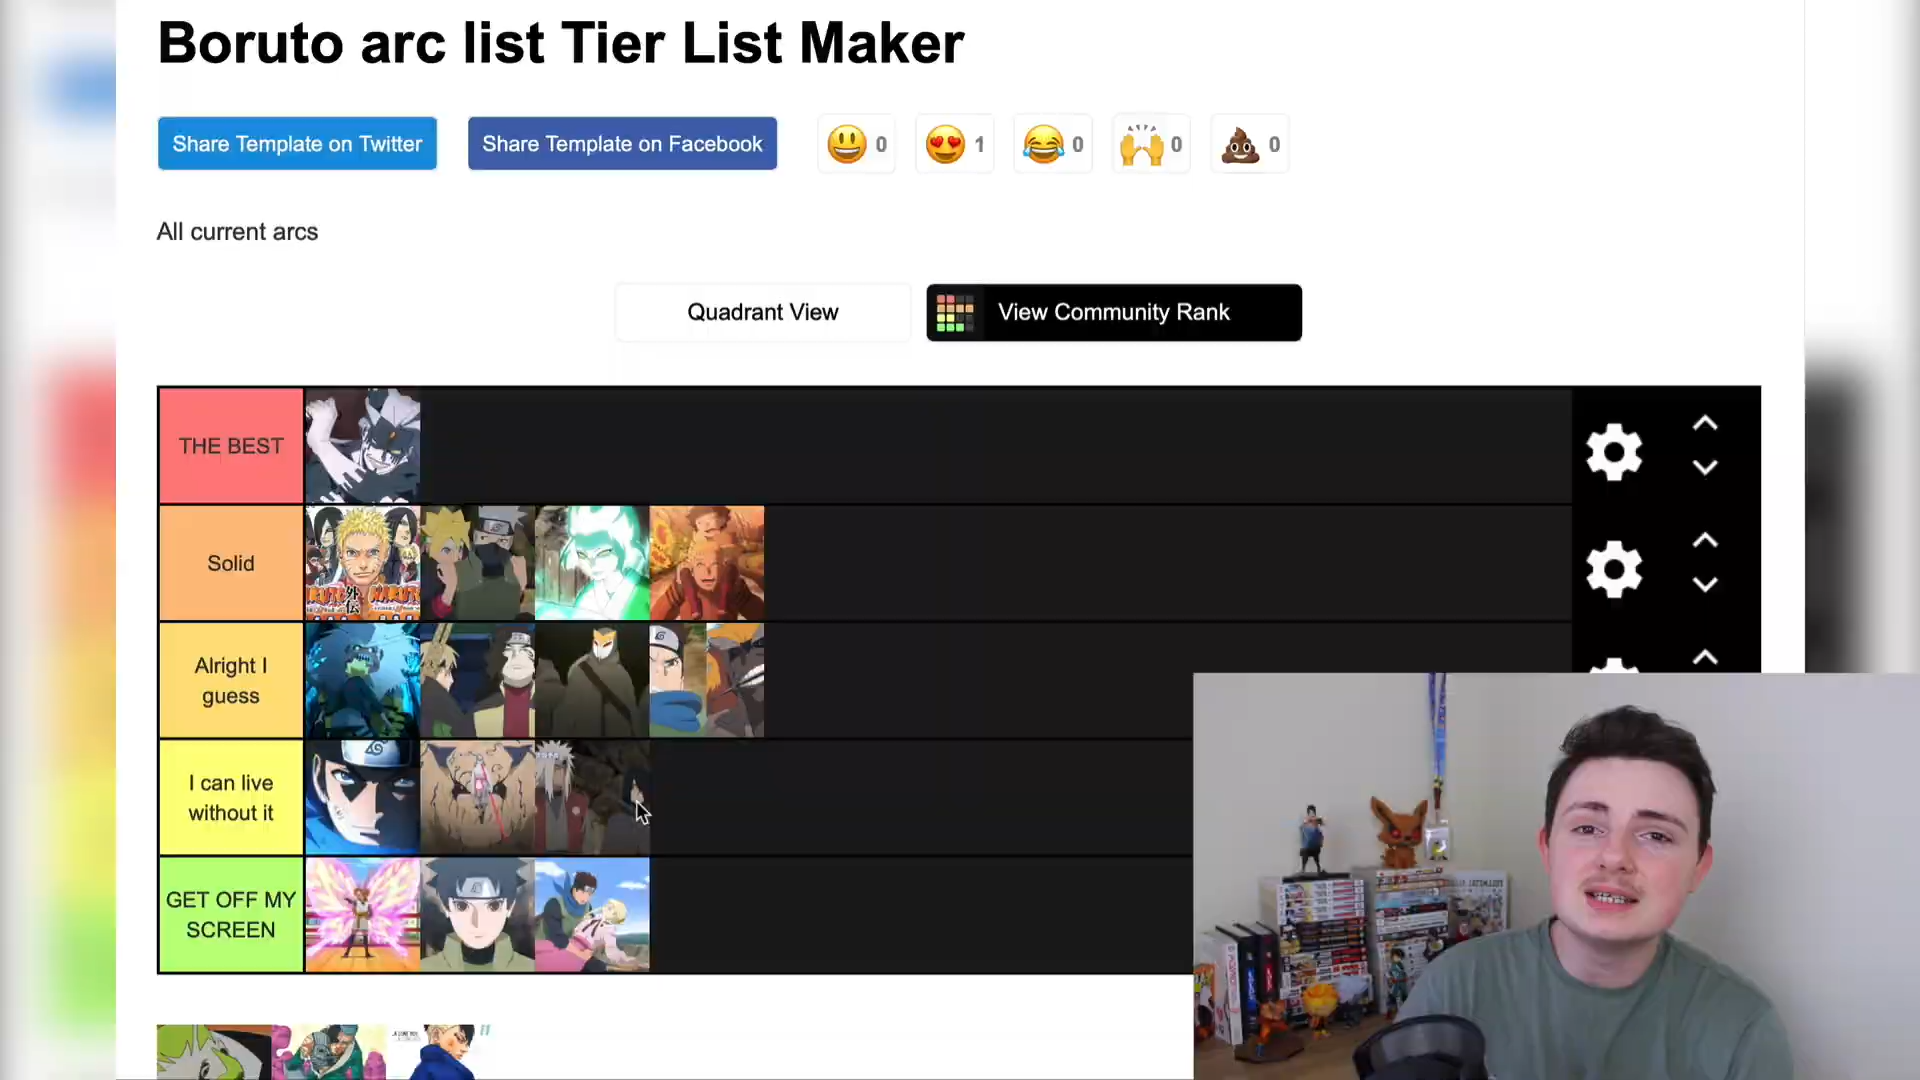 Boruto arc list Tier List Maker
Share Template on Twitter
Share Template on Facebook
0
1
0
0
0
All current arcs
Quadrant View
View Community Rank
THE BEST
Solid
Alright I
guess
I can live
without it
GET OFF MY
SCREEN